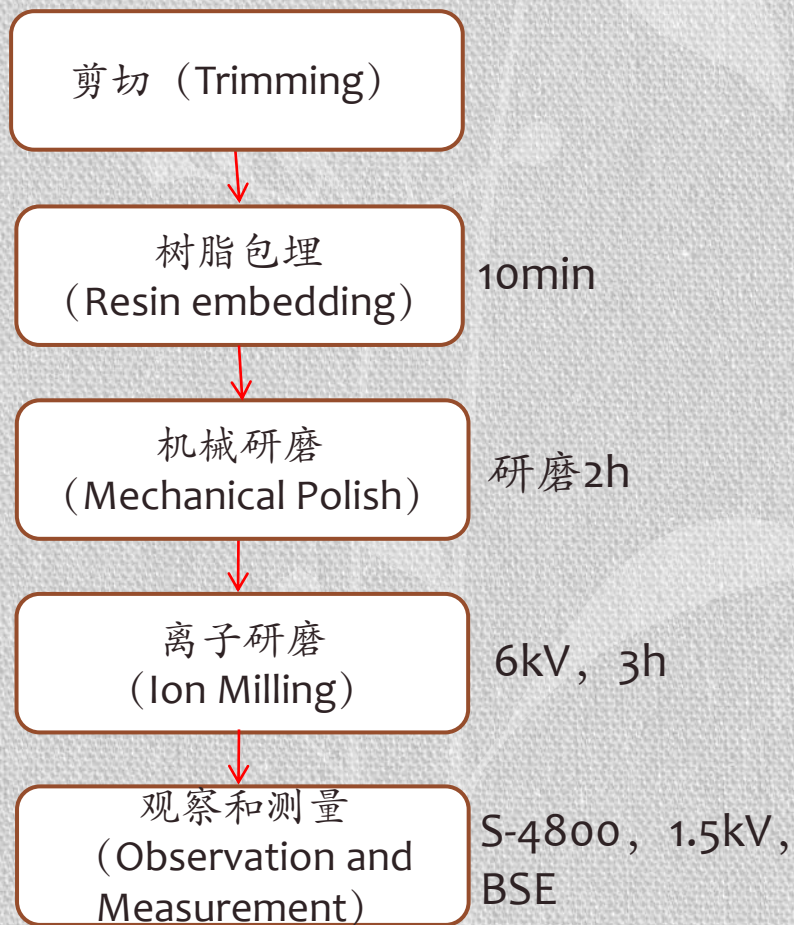 剪切（Trimming）
树脂包埋
（Resin embedding）
10min
机械研磨
（Mechanical Polish）
研磨2h
离子研磨
（Ion Milling）
6kV，3h
观察和测量
（Observation and
Measurement）
S-4800，1.5kV，
BSE